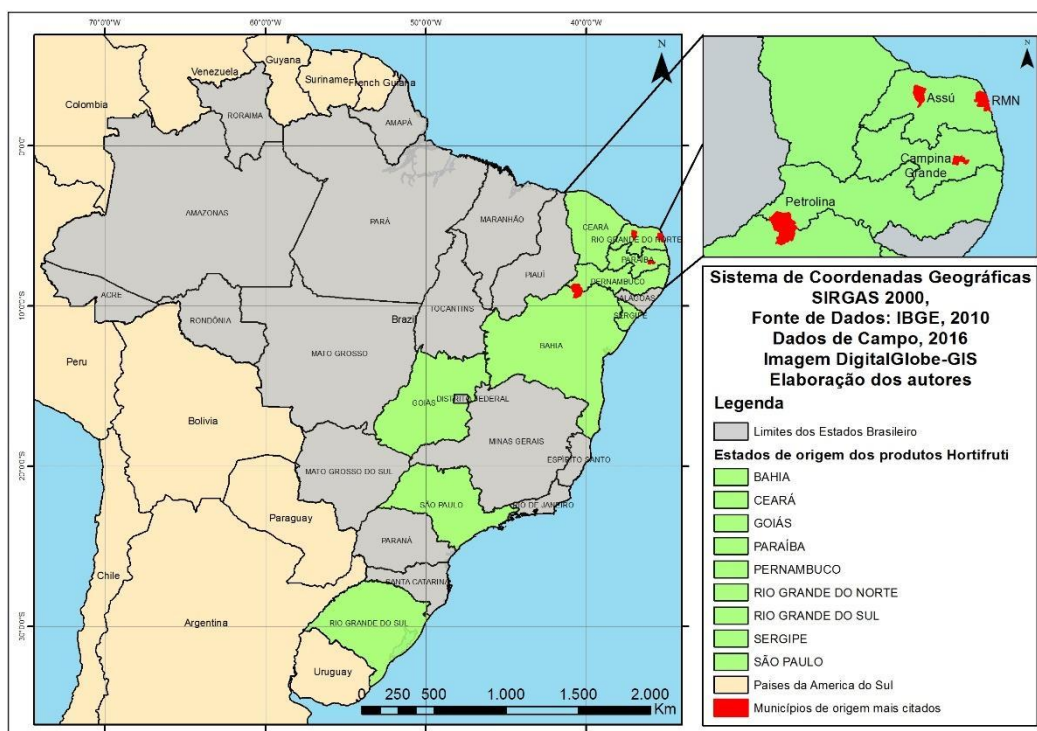 70°0'0"W
60°0'0"W
50°0'0"W
40°0'0"W
N
Venezuela
Guyana
Suriname
French Guiana
Colombia
RORAIMA
AMAPÁ
0°0'0"
AMAZONAS
PARÁ
MARANHÃO
CEARÁ
RIO GRANDE DO NORTE
PARAÍBA
PIAUÍ
PERNAMBUCO
ACRE
ALAGOAS
10°0'0"S
RONDÔNIA
TOCANTINS
SERGIPE
Brazil
Peru
MATO GROSSO
BAHIA
GOIÁS
DISTRITO FEDERAL
Bolivia
MINAS GERAIS
ESPÍRITO SANTO
20°0'0"S
MATO GROSSO DO SUL
SÃO PAULO
RIO DE JANEIRO
Paraguay
PARANÁ
Chile
SANTA CATARINA
Argentina
RIO GRANDE DO SUL
30°0'0"S
Uruguay
0 250 500 1.000 1.500 2.000
Km
N
Assú
RMN
Campina
Grande
Petrolina
Sistema de Coordenadas Geográficas
SIRGAS 2000,
Fonte de Dados: IBGE, 2010
Dados de Campo, 2016
Imagem DigitalGlobe-GIS
Elaboração dos autores
Legenda
Limites dos Estados Brasileiro
Estados de origem dos produtos Hortifruti
BAHIA
CEARÁ
GOIÁS
PARAÍBA
PERNAMBUCO
RIO GRANDE DO NORTE
RIO GRANDE DO SUL
SERGIPE
SÃO PAULO
Paises da America do Sul
Municípios de origem mais citados